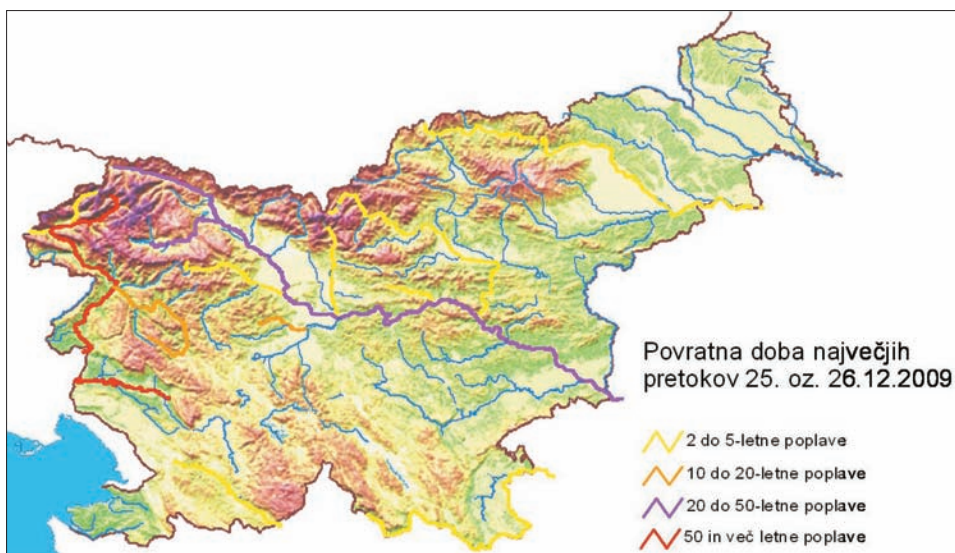 Povratna doba največjih
pretokov 25. oz. 26.12.2009
2 do 5-letne poplave
10 do 20-letne poplave
20 do 50-letne poplave
50 in več letne poplave